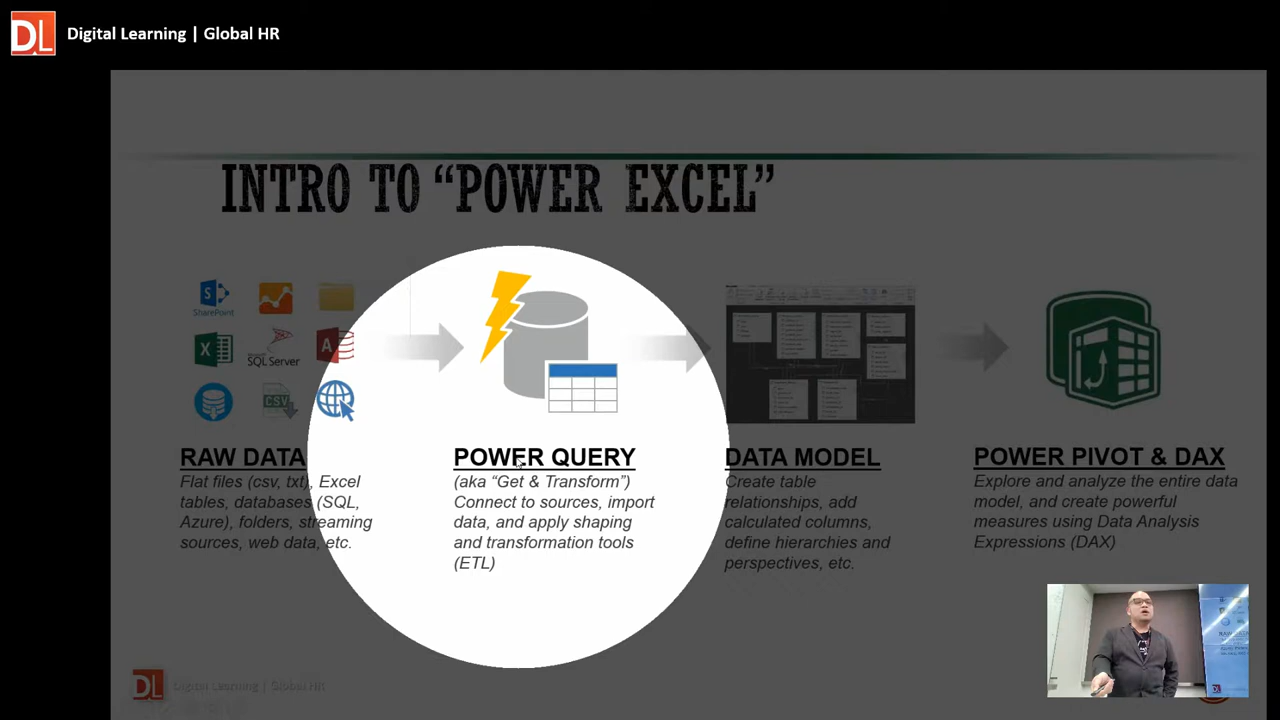 DL
Digital Learning | Global HR
INTRO TO “POWER EXCEL”
SharePoint
X
Microsoft
SQL Server
A
CSV
RAW DATA
Flat files (csv, txt), Excel
tables, databases (SQL,
Azure), folders, streaming
sources, web data, etc.
POWER QUERY
(aka “Get & Transform”)
Connect to sources, import
data, and apply shaping
and transformation tools
(ETL)
DATA MODEL
Create table
relationships, add
calculated columns,
define hierarchies and
perspectives, etc.
POWER PIVOT & DAX
Explore and analyze the entire data
model, and create powerful
measures using Data Analysis
Expressions (DAX)
DL
Digital Learning | Global HR
RAW DATA